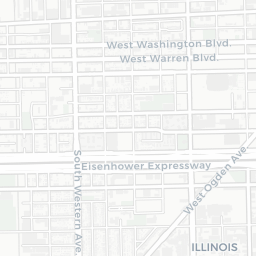 West Washington Blvd.
West Warren Blvd.
Eisenhower Expressway
South Western Ave.
West Ogden Ave
ILLINOIS